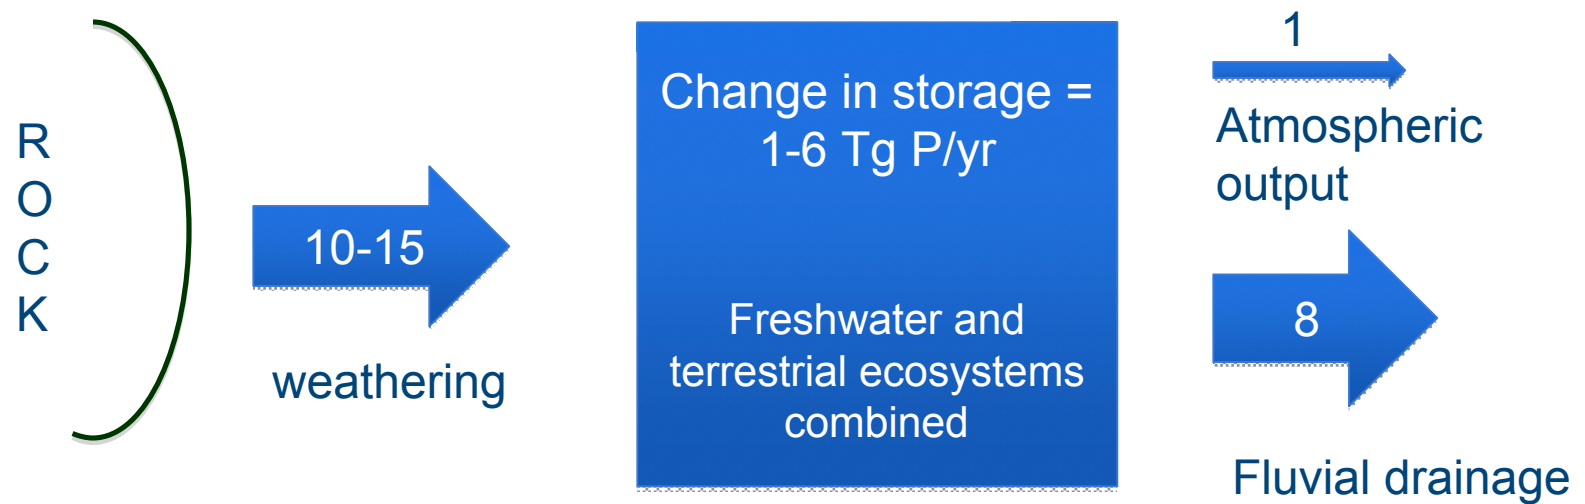 R
O
C
K
10-15
weathering
Change in storage =
1-6 Tg P/yr
Freshwater and
terrestrial ecosystems
combined
1
Atmospheric
output
8
Fluvial drainage